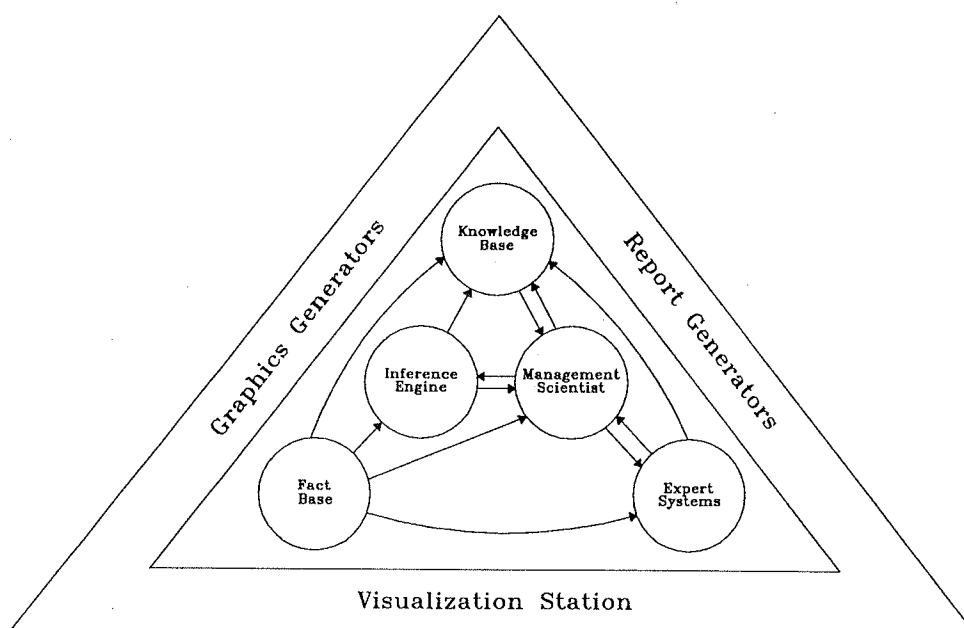 Knowledge
Base
Graphics Generators
Report Generators
Inference
Engine
Management
Scientist
Fact
Base
Expert
Systems
Visualization Station